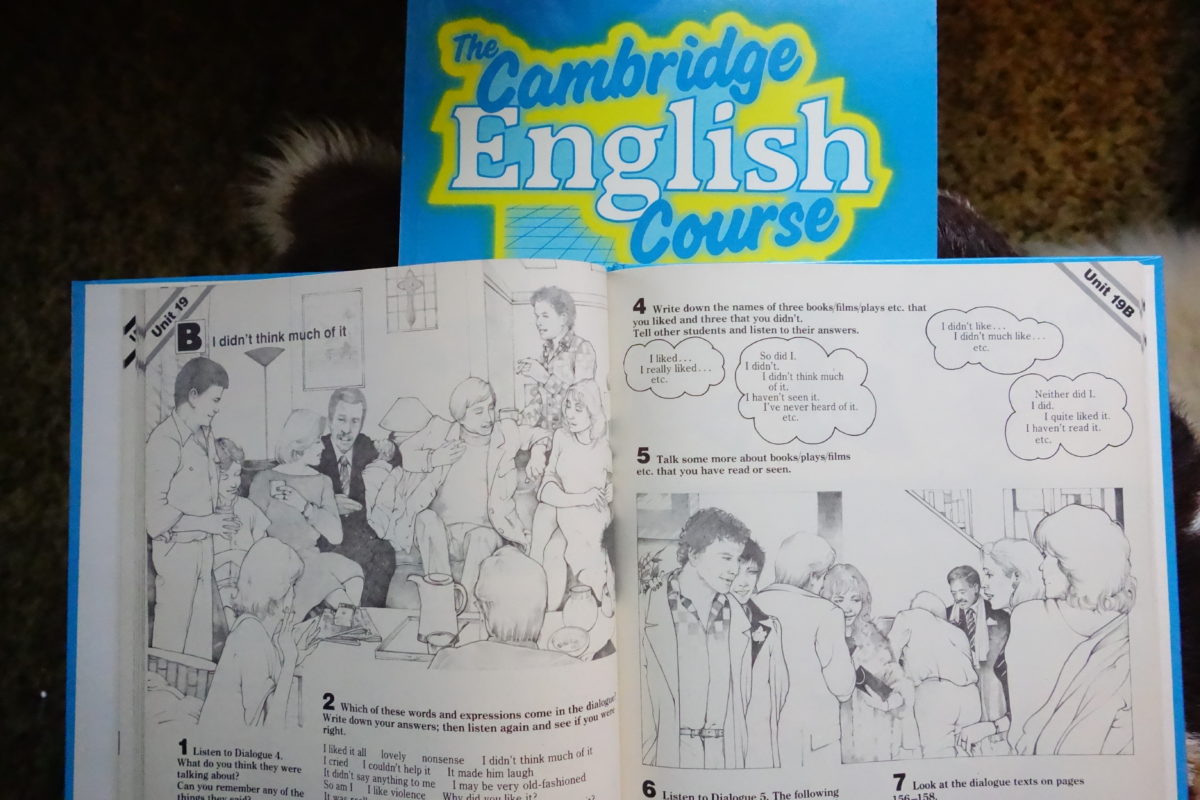 The
Cambridge
English
Course
Unit 19
B I didn't think much of it
1 Listen to Dialogue 4.
What do you think they were
talking about?
Can you remember any of the
things they said?
2 Which of these words and expressions come in the dialogue?
Write down your answers; then listen again and see if you were
right.
I liked it all lovely nonsense I didn't think much of it
I cried I couldn't help it It made him laugh
It didn't say anything to me I may be very old-fashioned
So am I I like violence Why did you like it?
It was
Unit 19B
4 Write down the names of three books/films/plays etc. that
you liked and three that you didn't.
Tell other students and listen to their answers.
I liked...
I really liked...
etc.
So did I.
I didn't.
I didn't think much
of it.
I haven't seen it.
I've never heard of it.
etc.
I didn't like...
I didn't much like...
etc.
Neither did I.
I did.
I quite liked it.
I haven't read it.
etc.
5 Talk some more about books/plays/films
etc. that you have read or seen.
6 Listen to Dialogue 5. The following
7 Look at the dialogue texts on pages
156–158.